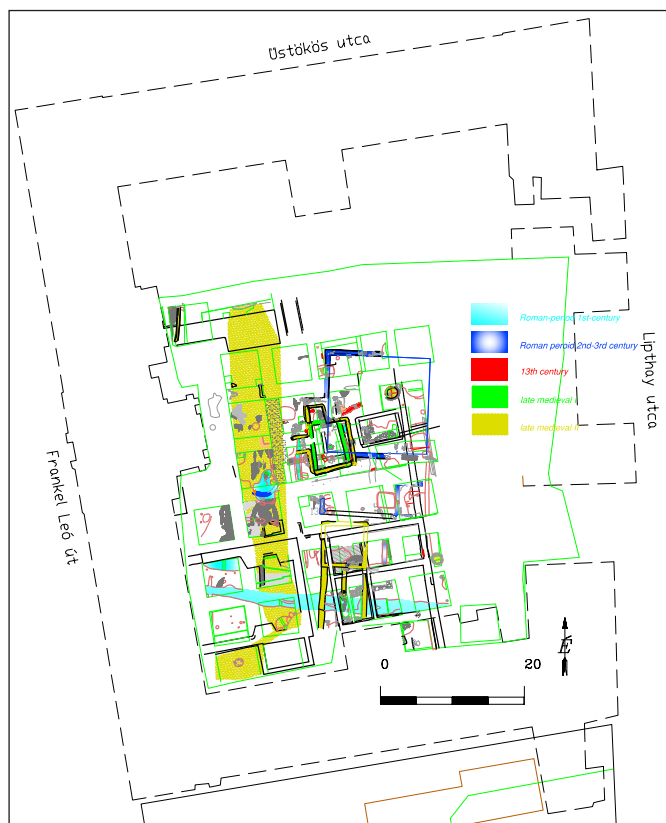 Üstökös utca
Roman-period 1st-century
Roman peroid 2nd-3rd century
13th century
late medieval I
late medieval II
Lipthay utca
Frankel Leó út
É
0 20